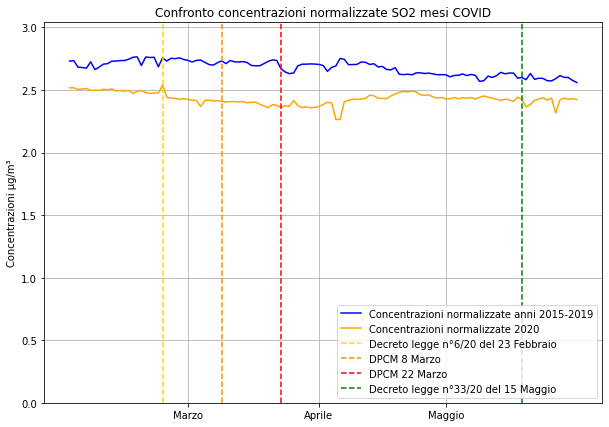 Confronto concentrazioni normalizzate SO2 mesi COVID
Concentrazioni µg/m³
3.0
2.5
2.0
1.5
1.0
0.5
0.0
Marzo Aprile Maggio
Concentrazioni normalizzate anni 2015-2019
Concentrazioni normalizzate 2020
Decreto legge n°6/20 del 23 Febbraio
DPCM 8 Marzo
DPCM 22 Marzo
Decreto legge n°33/20 del 15 Maggio